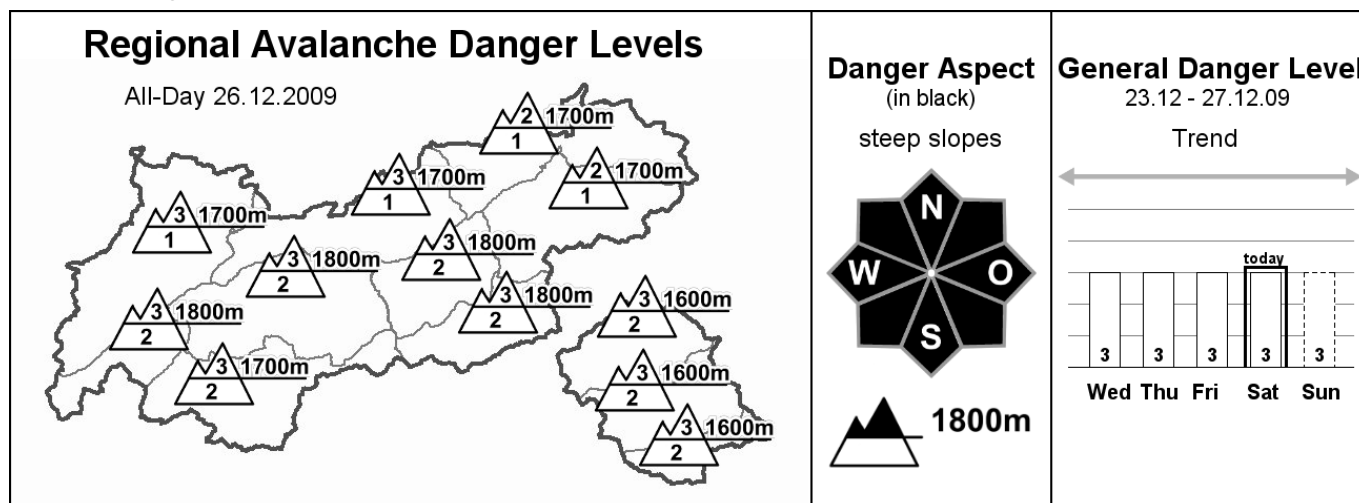 Regional Avalanche Danger Levels
All-Day 26.12.2009
2 1700m
1
3 1700m
1
2 1700m
1
3 1700m
1
3 1800m
2
3 1800m
2
3 1800m
2
3 1800m
2
3 1700m
2
3 1600m
2
3 1600m
2
3 1600m
2
Danger Aspect
(in black)
steep slopes
N
W O
S
1800m
General Danger Level
23.12 - 27.12.09
Trend
today
3 3 3 3 3
Wed Thu Fri Sat Sun